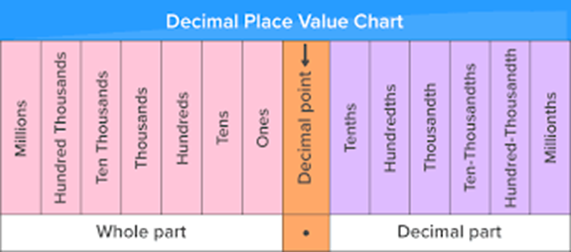 Decimal Place Value Chart
Millions
Hundred Thousands
Ten Thousands
Thousands
Hundreds
Tens
Ones
Decimal point
Tenths
Hundredths
Thousandth
Ten-Thousandths
Hundred-Thousandth
Millionths
Whole part
•
Decimal part